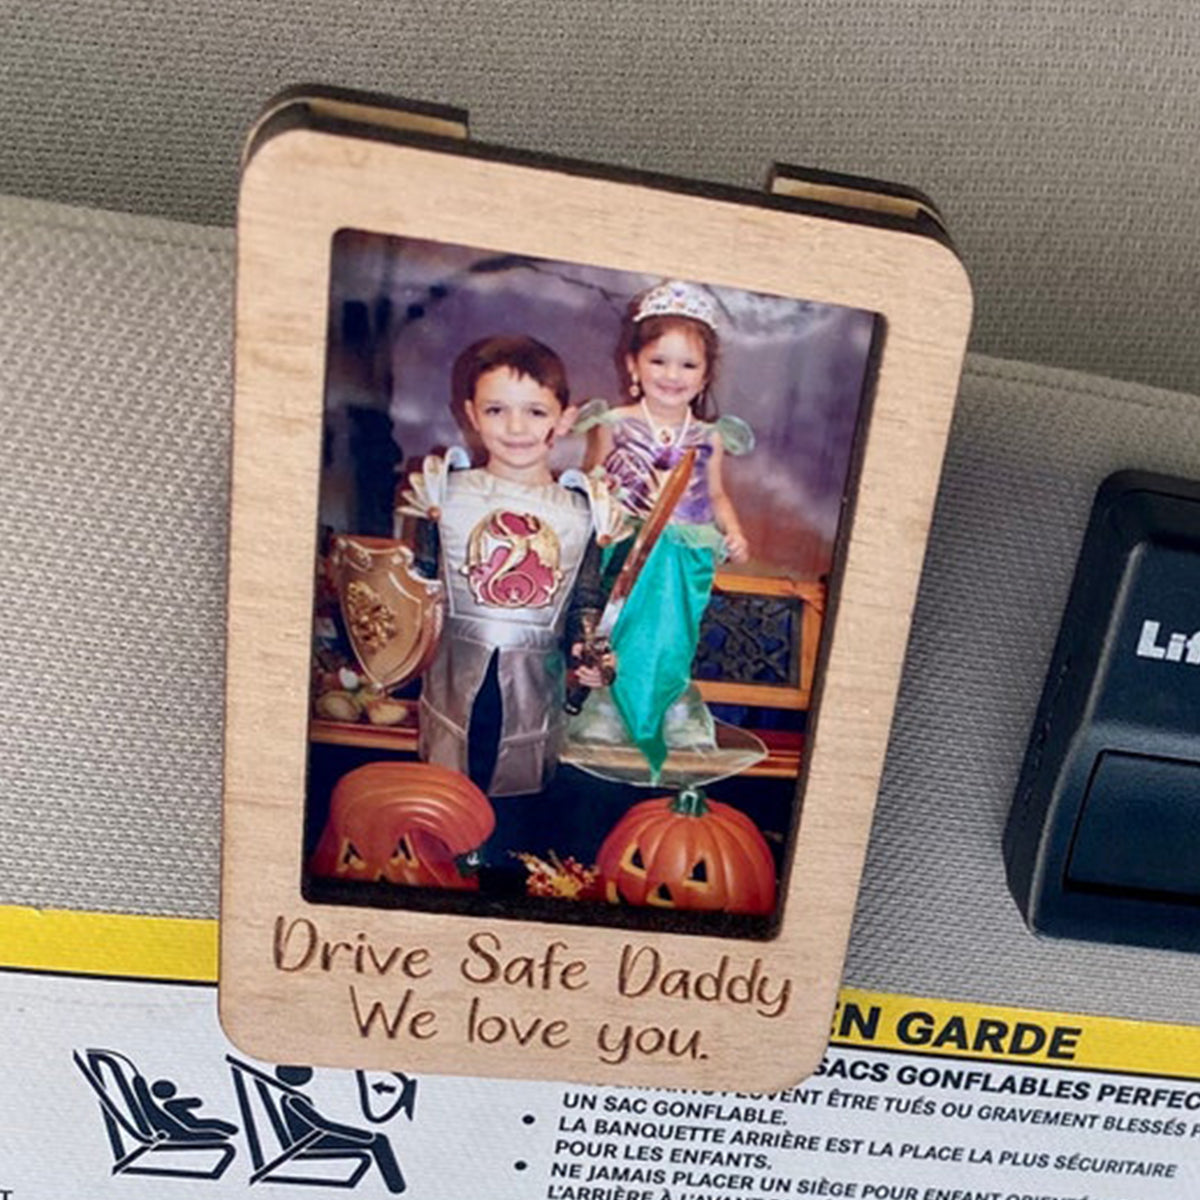 Drive Safe Daddy
We love you.
Lif
EN GARDE
SACS GONFLABLES
UN SAC GONFLABLE.
• LA BANQUETTE ARRIÈRE EST LA PLACE LA PLUS SÉCURITAIRE
POUR LES ENFANTS.
• NE JAMAIS PLACER UN SIÈGE POUR ENFANT